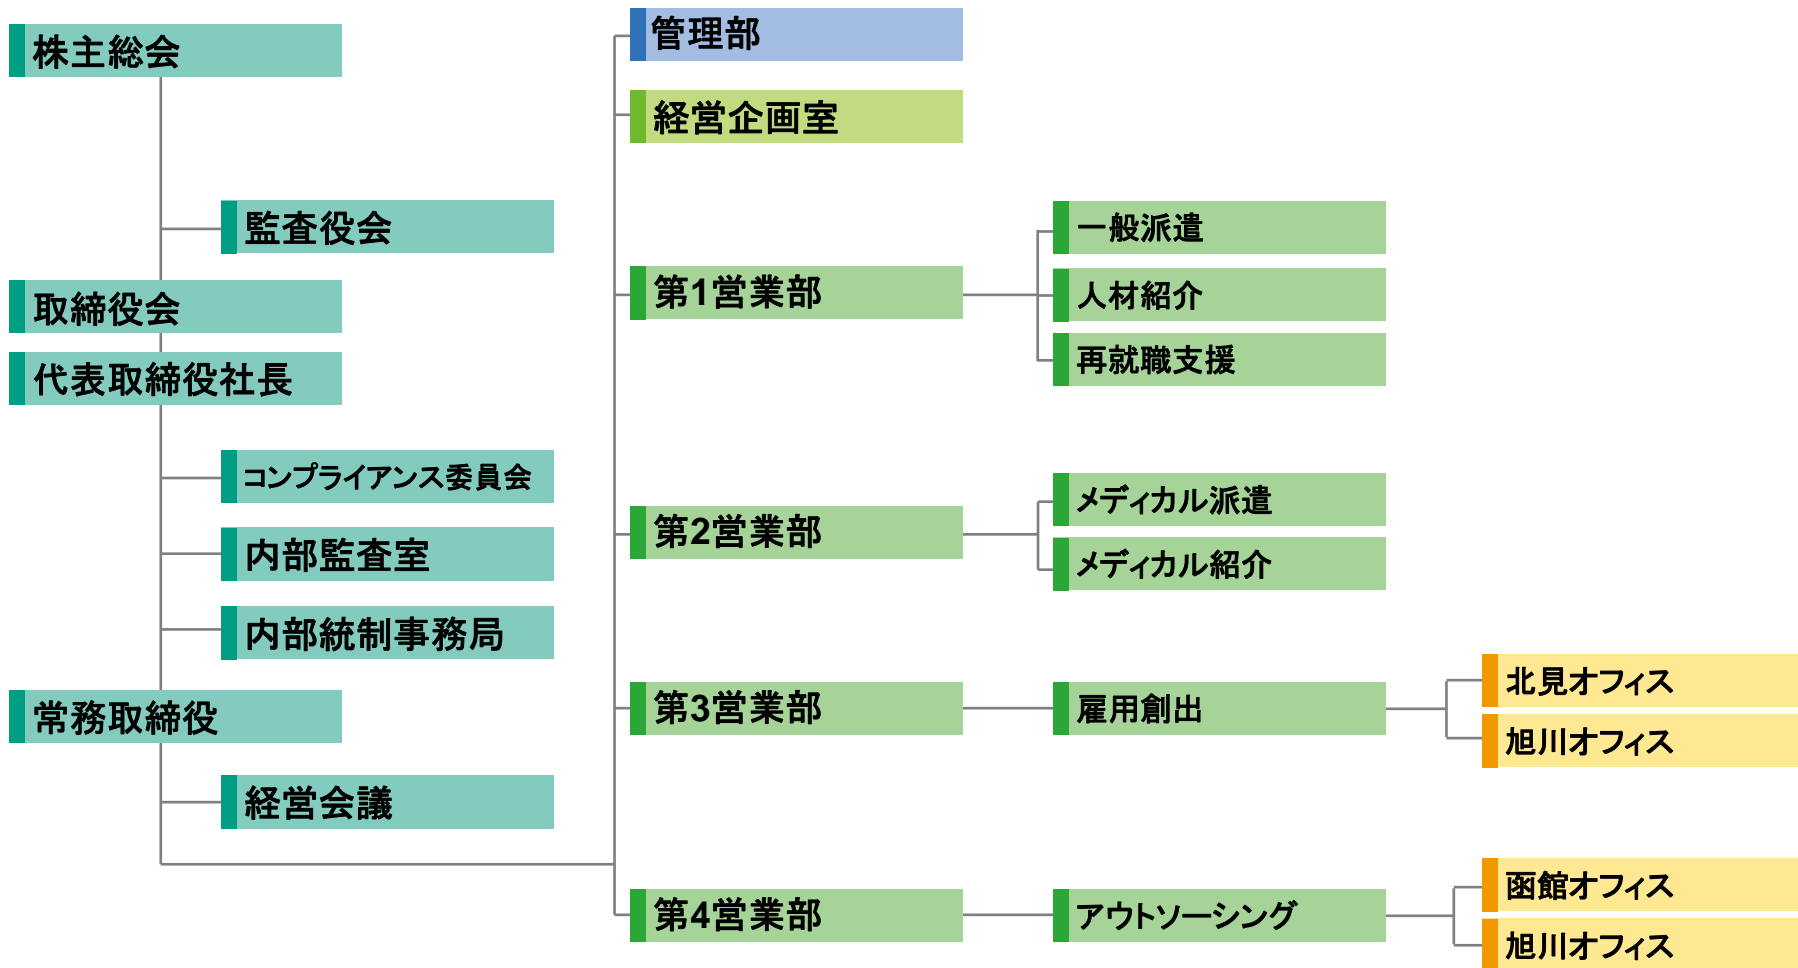 株主総会
監査役会
取締役会
代表取締役社長
コンプライアンス委員会
内部監査室
内部統制事務局
常務取締役
経営会議
管理部
経営企画室
第1営業部
一般派遣
人材紹介
再就職支援
第2営業部
メディカル派遣
メディカル紹介
第3営業部
雇用創出
北見オフィス
旭川オフィス
第4営業部
アウトソーシング
函館オフィス
旭川オフィス